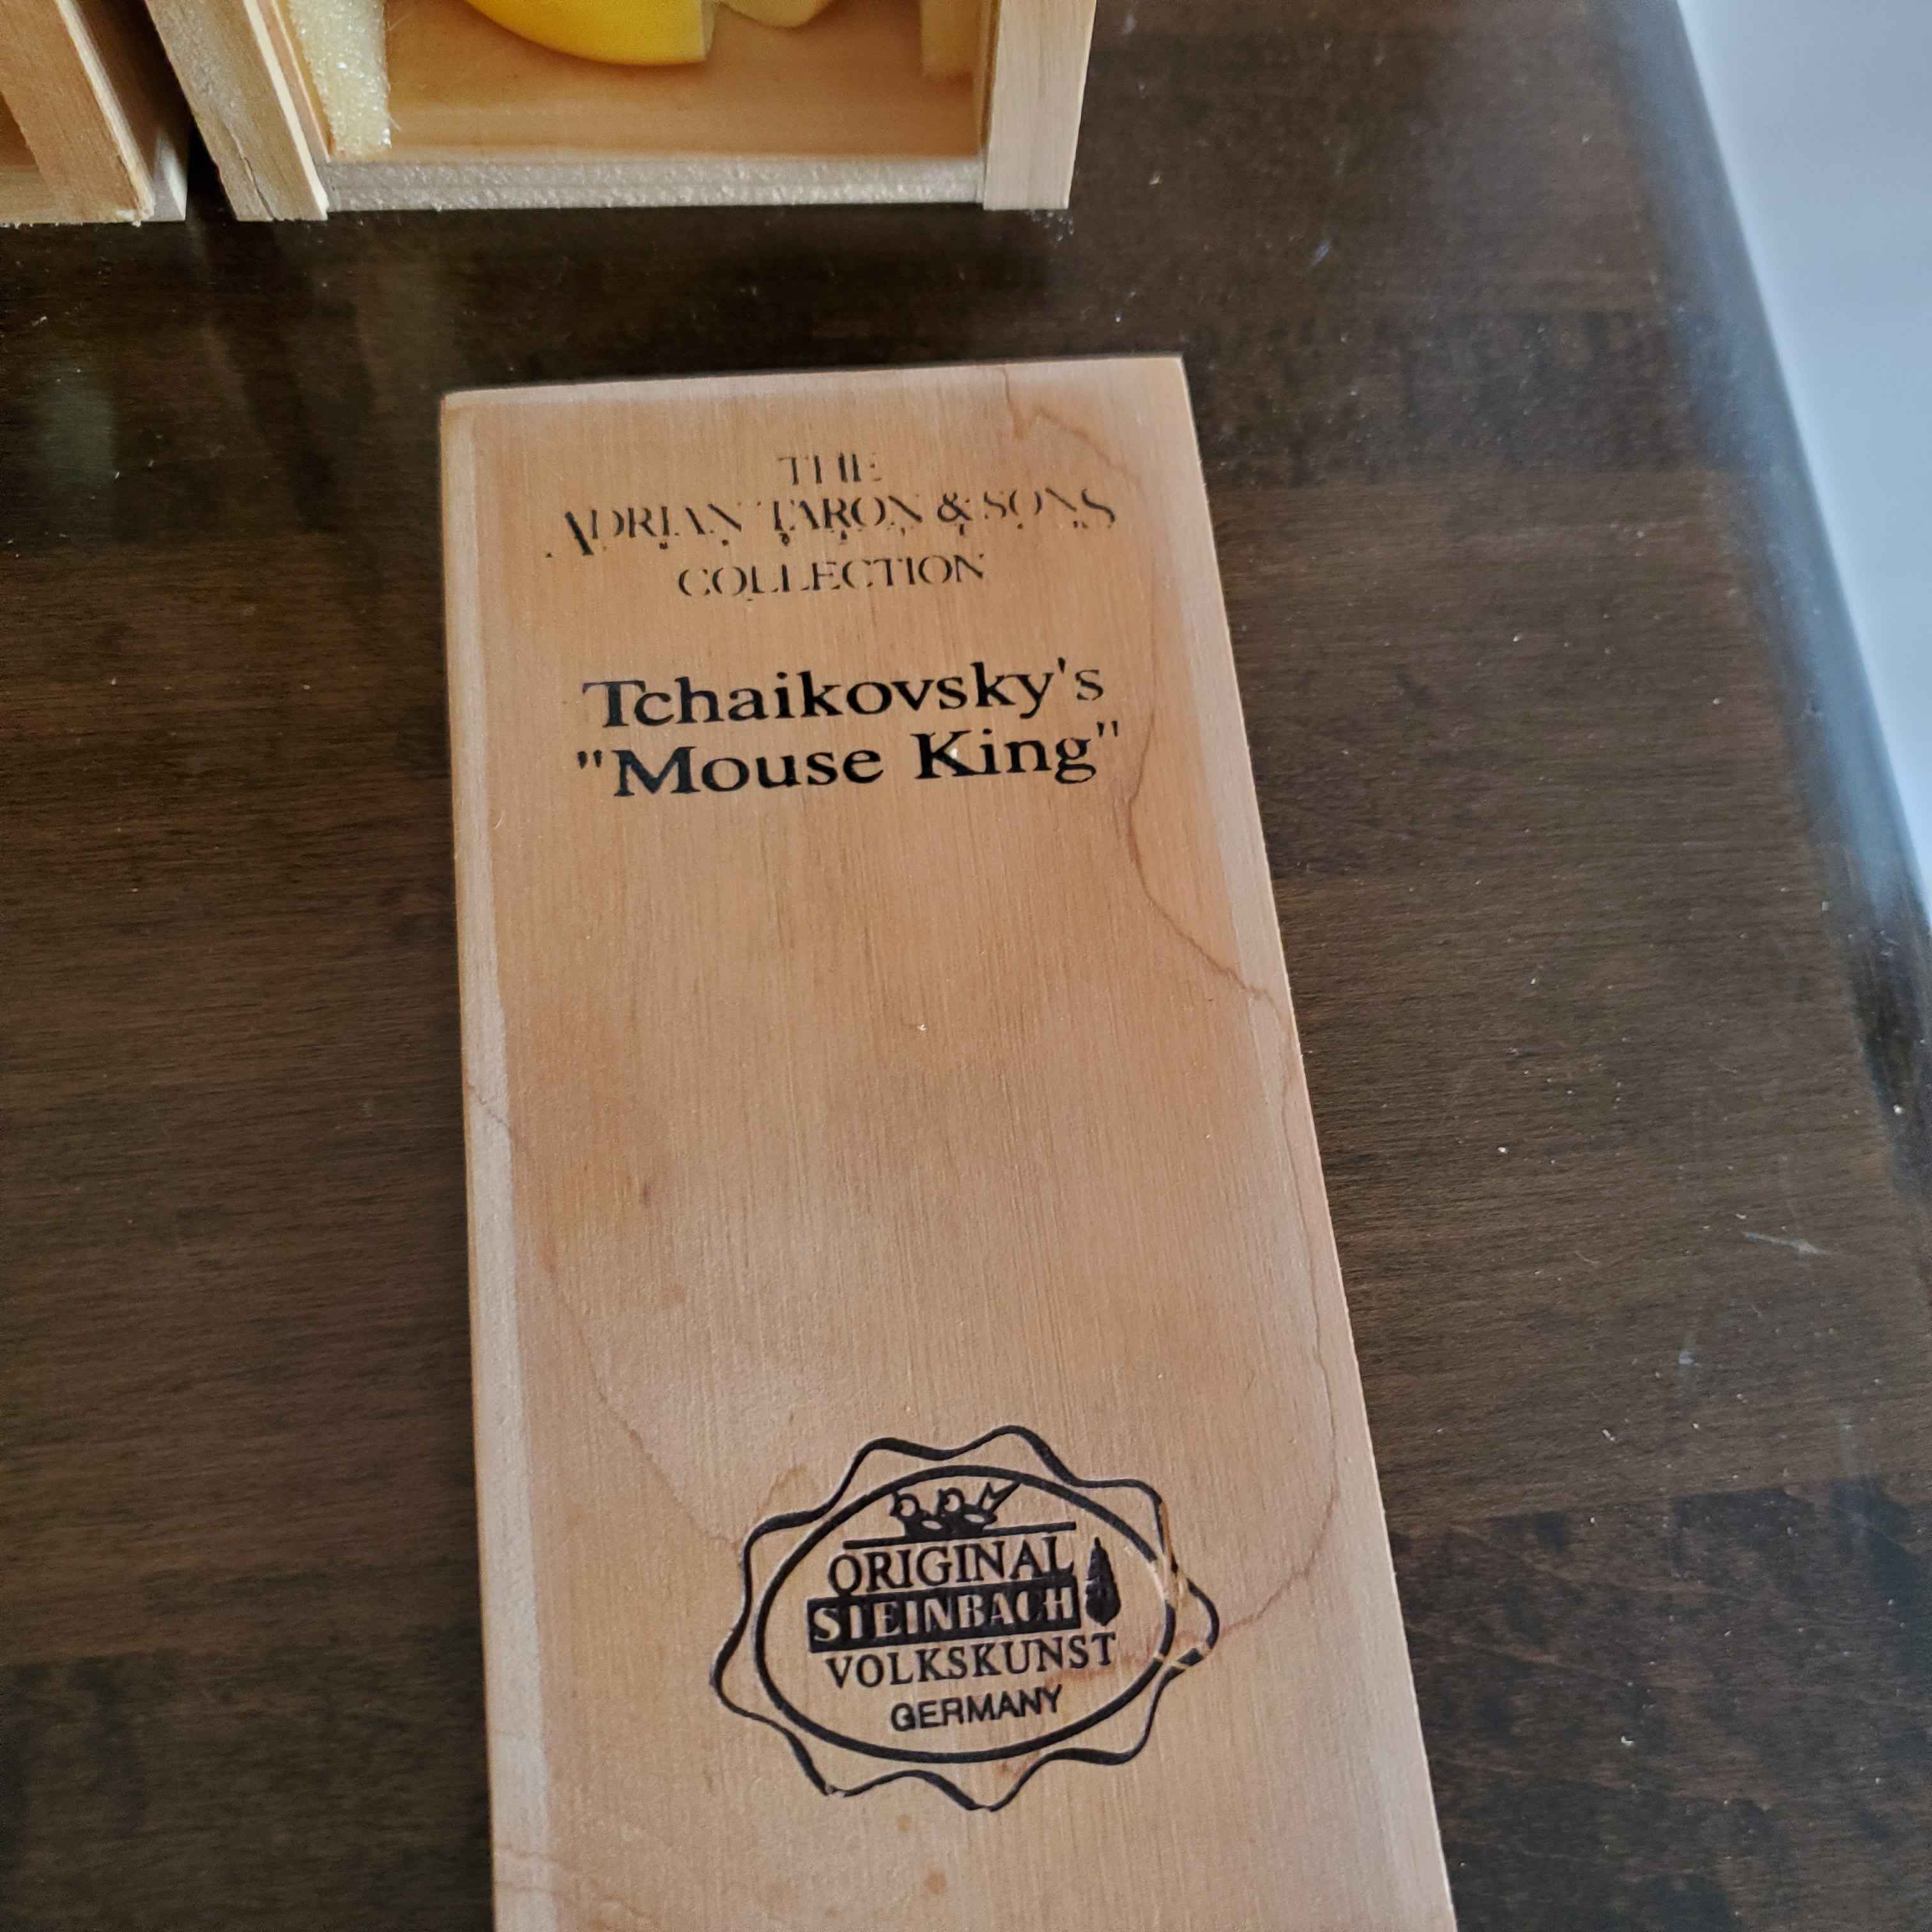 THE
ADRIAN TARON & SONS
COLLECTION
Tchaikovsky's
"Mouse King"
ORIGINAL
STEINBACH
VOLKSKUNST
GERMANY